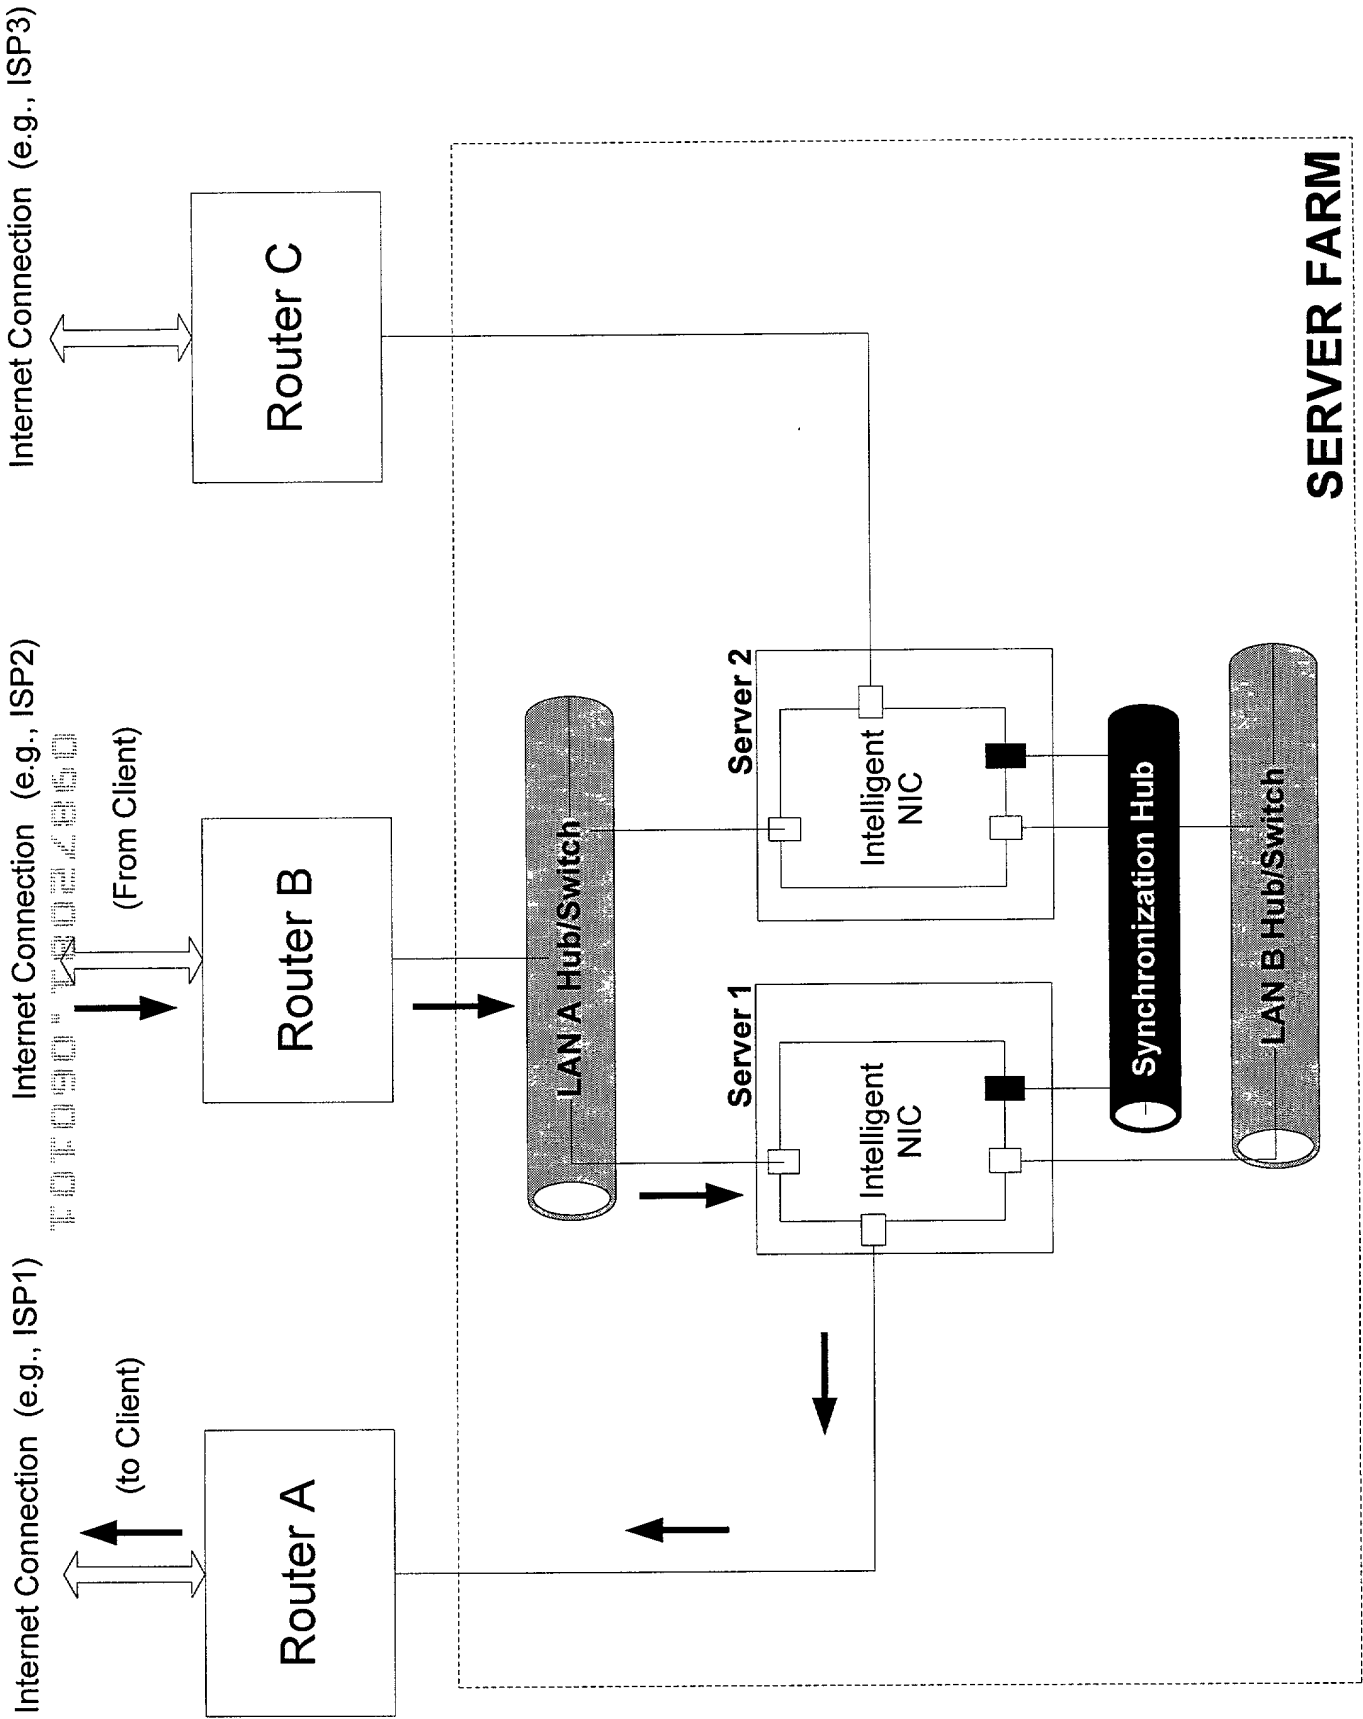 Internet Connection (e.g., ISP1)
Internet Connection (e.g., ISP2)
Internet Connection (e.g., ISP3)
(to Client)
(From Client)
Router A
Router B
Router C
LAN A Hub/Switch
Server 1
Server 2
Intelligent
NIC
Intelligent
NIC
Synchronization Hub
LAN B Hub/Switch
SERVER FARM